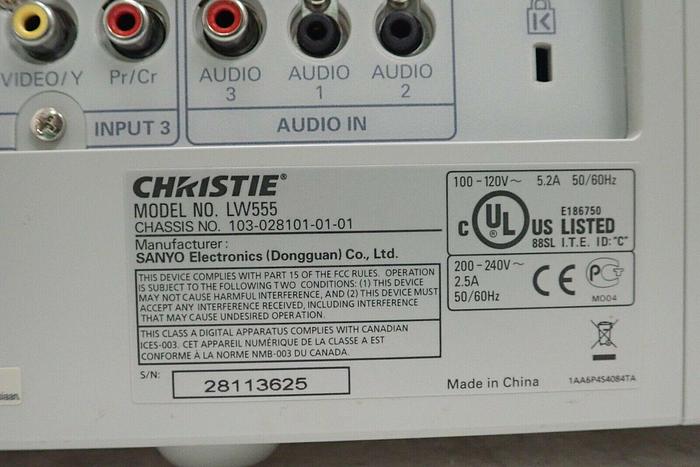 VIDEO/Y Pr/Cr
INPUT 3
AUDIO 3
AUDIO 1
AUDIO 2
AUDIO IN
K
CHRISTIE®
MODEL NO. LW555
CHASSIS NO. 103-028101-01-01
Manufacturer :
SANYO Electronics (Dongguan) Co., Ltd.
THIS DEVICE COMPLIES WITH PART 15 OF THE FCC RULES. OPERATION
IS SUBJECT TO THE FOLLOWING TWO CONDITIONS: (1) THIS DEVICE
MAY NOT CAUSE HARMFUL INTERFERENCE, AND (2) THIS DEVICE MUST
ACCEPT ANY INTERFERENCE RECEIVED, INCLUDING INTERFERENCE
THAT MAY CAUSE UNDESIRED OPERATION.
THIS CLASS A DIGITAL APPARATUS COMPLIES WITH CANADIAN
ICES-003. CET APPAREIL NUMÉRIQUE DE LA CLASSE A EST
CONFORME À LA NORME NMB-003 DU CANADA.
S/N: 28113625
100-120V~ 5.2A 50/60Hz
E186750
C UL ® US LISTED
88SL I.T.E. ID:"C"
200-240V~
2.5A
50/60Hz
CE
MO04
Made in China 1AA6P4S4084TA